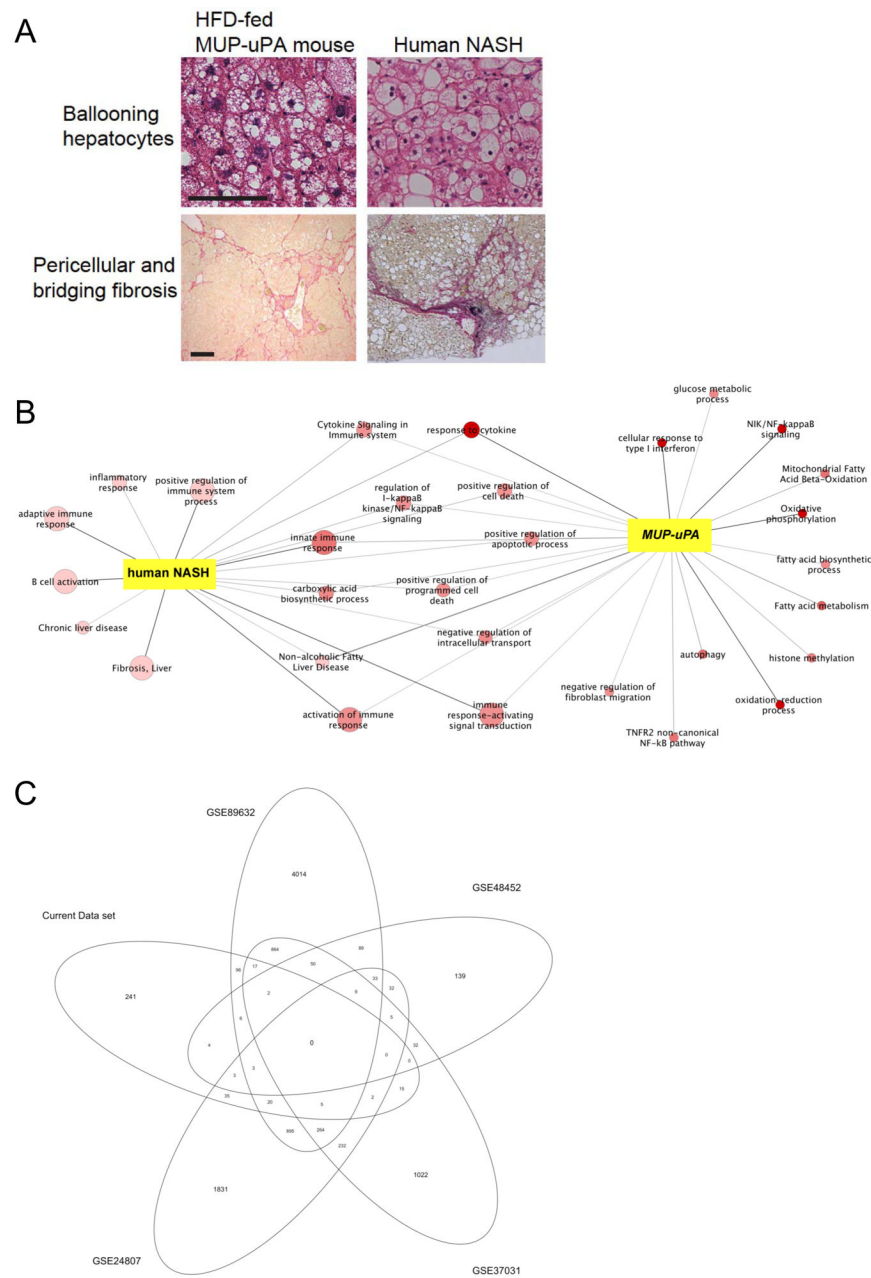 A
HFD-fed
MUP-uPA mouse
Human NASH
Ballooning
hepatocytes
Pericellular and
bridging fibrosis
B
glucose metabolic
process
Cytokine Signaling in
Immune system
response to cytokine
cellular response to
type I interferon
NIK/NF-kappaB
signaling
inflammatory
response
positive regulation of
immune system
process
regulation of
I-kappaB
kinase/NF-kappaB
signaling
positive regulation of
cell death
Mitochondrial Fatty
Acid Beta-Oxidation
adaptive immune
response
Oxidative
phosphorylation
innate immune
response
positive regulation of
apoptotic process
MUP-uPA
human NASH
fatty acid biosynthetic
process
B cell activation
carboxylic acid
biosynthetic process
positive regulation of
programmed cell
death
Fatty acid metabolism
Chronic liver disease
negative regulation of
intracellular transport
Fibrosis, Liver
Non-alcoholic Fatty
Liver Disease
autophagy
histone methylation
negative regulation of
fibroblast migration
oxidation-reduction
process
activation of immune
response
immune
response-activating
signal transduction
TNFR2 non-canonical
NF-kB pathway
C
GSE89632
4014
GSE48452
Current Data set
884
89
98
17
50
33
32
241
139
2
6
6
5
4
0
32
0
0
3
3
15
35
20
5
2
898
264
232
1831
1022
GSE24807
GSE37031